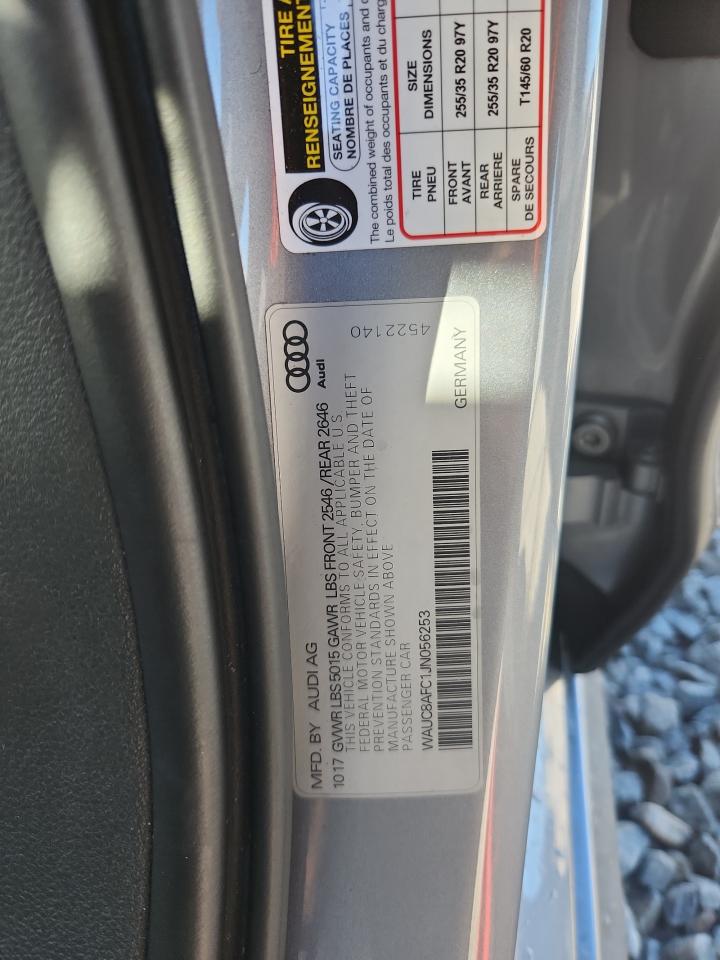 TIRE
RENSEIGNEMENT
SEATING CAPACITY
NOMBRE DE PLACES
The combined weight of occupants and
Le poids total des occupants et du charg
TIRE SIZE
PNEU DIMENSIONS
FRONT 255/35 R20 97Y
AVANT
REAR 255/35 R20 97Y
ARRIERE
SPARE T145/60 R20
DE SECOURS
Audi
MFD. BY AUDI AG
1017 GVWR LBS 5015 GAWR LBS FRONT 2546 /REAR 2646
THIS VEHICLE CONFORMS TO ALL APPLICABLE U S
FEDERAL MOTOR VEHICLE SAFETY, BUMPER AND THEFT
PREVENTION STANDARDS IN EFFECT ON THE DATE OF
MANUFACTURE SHOWN ABOVE
PASSENGER CAR
4522140
WAUC8AFC1JN056253
GERMANY